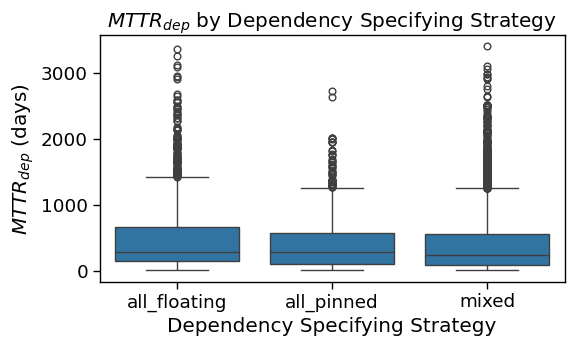 MTTR_dep by Dependency Specifying Strategy
MTTR_dep (days)
3000
2000
1000
0
all_floating
all_pinned
mixed
Dependency Specifying Strategy